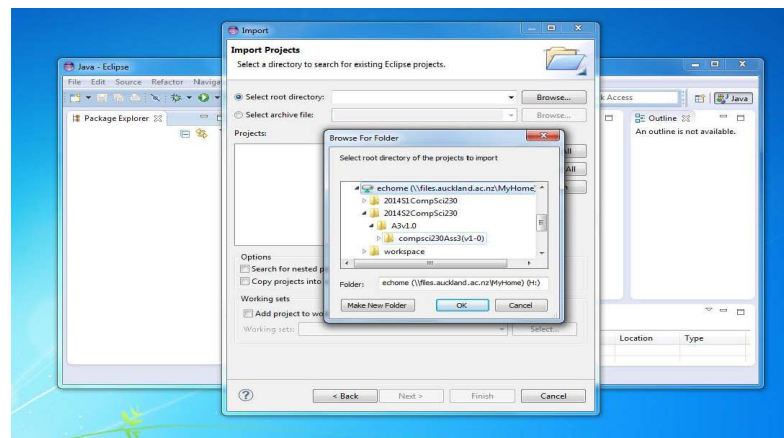 Import
Import Projects
Select a directory to search for existing Eclipse projects.
Java - Eclipse
File Edit Source Refactor Naviga
Select root directory:
Browse...
Access
Java
Select archive file:
Browse...
Package Explorer
Outline
An outline is not available.
Projects:
Browse For Folder
Select root directory of the projects to import
All
All
echome (\\files.auckland.ac.nz\MyHome)
2014S1CompSci230
2014S2CompSci230
A3v1.0
compsci230Ass3(v1-0)
workspace
Options
Search for nested p
Copy projects into
Folder: echome (\\files.auckland.ac.nz\MyHome) (H:)
Working sets
Make New Folder OK Cancel
Add project to wo
Working sets:
Select...
Location Type
< Back Next > Finish Cancel